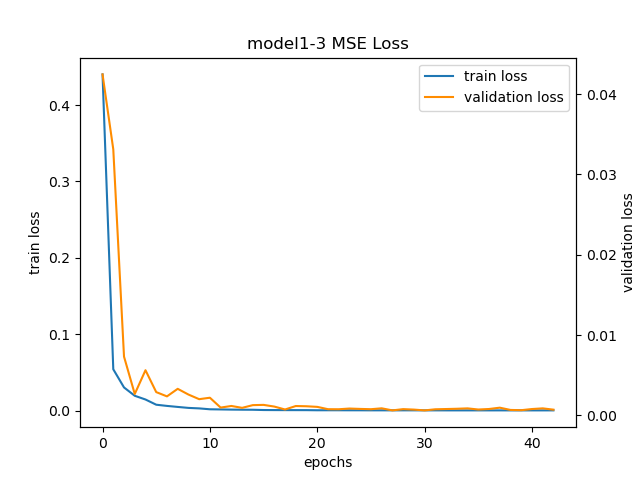 model1-3 MSE Loss
train loss
validation loss
train loss
0.4
0.3
0.2
0.1
0.0
0.04
0.03
0.02
0.01
0.00
validation loss
0 10 20 30 40
epochs